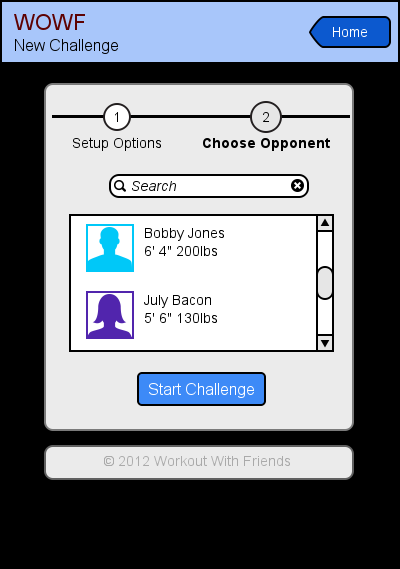 WOWF
New Challenge
Home
1
2
Setup Options
Choose Opponent
Search
Bobby Jones
6' 4" 200lbs
July Bacon
5' 6" 130lbs
Start Challenge
© 2012 Workout With Friends